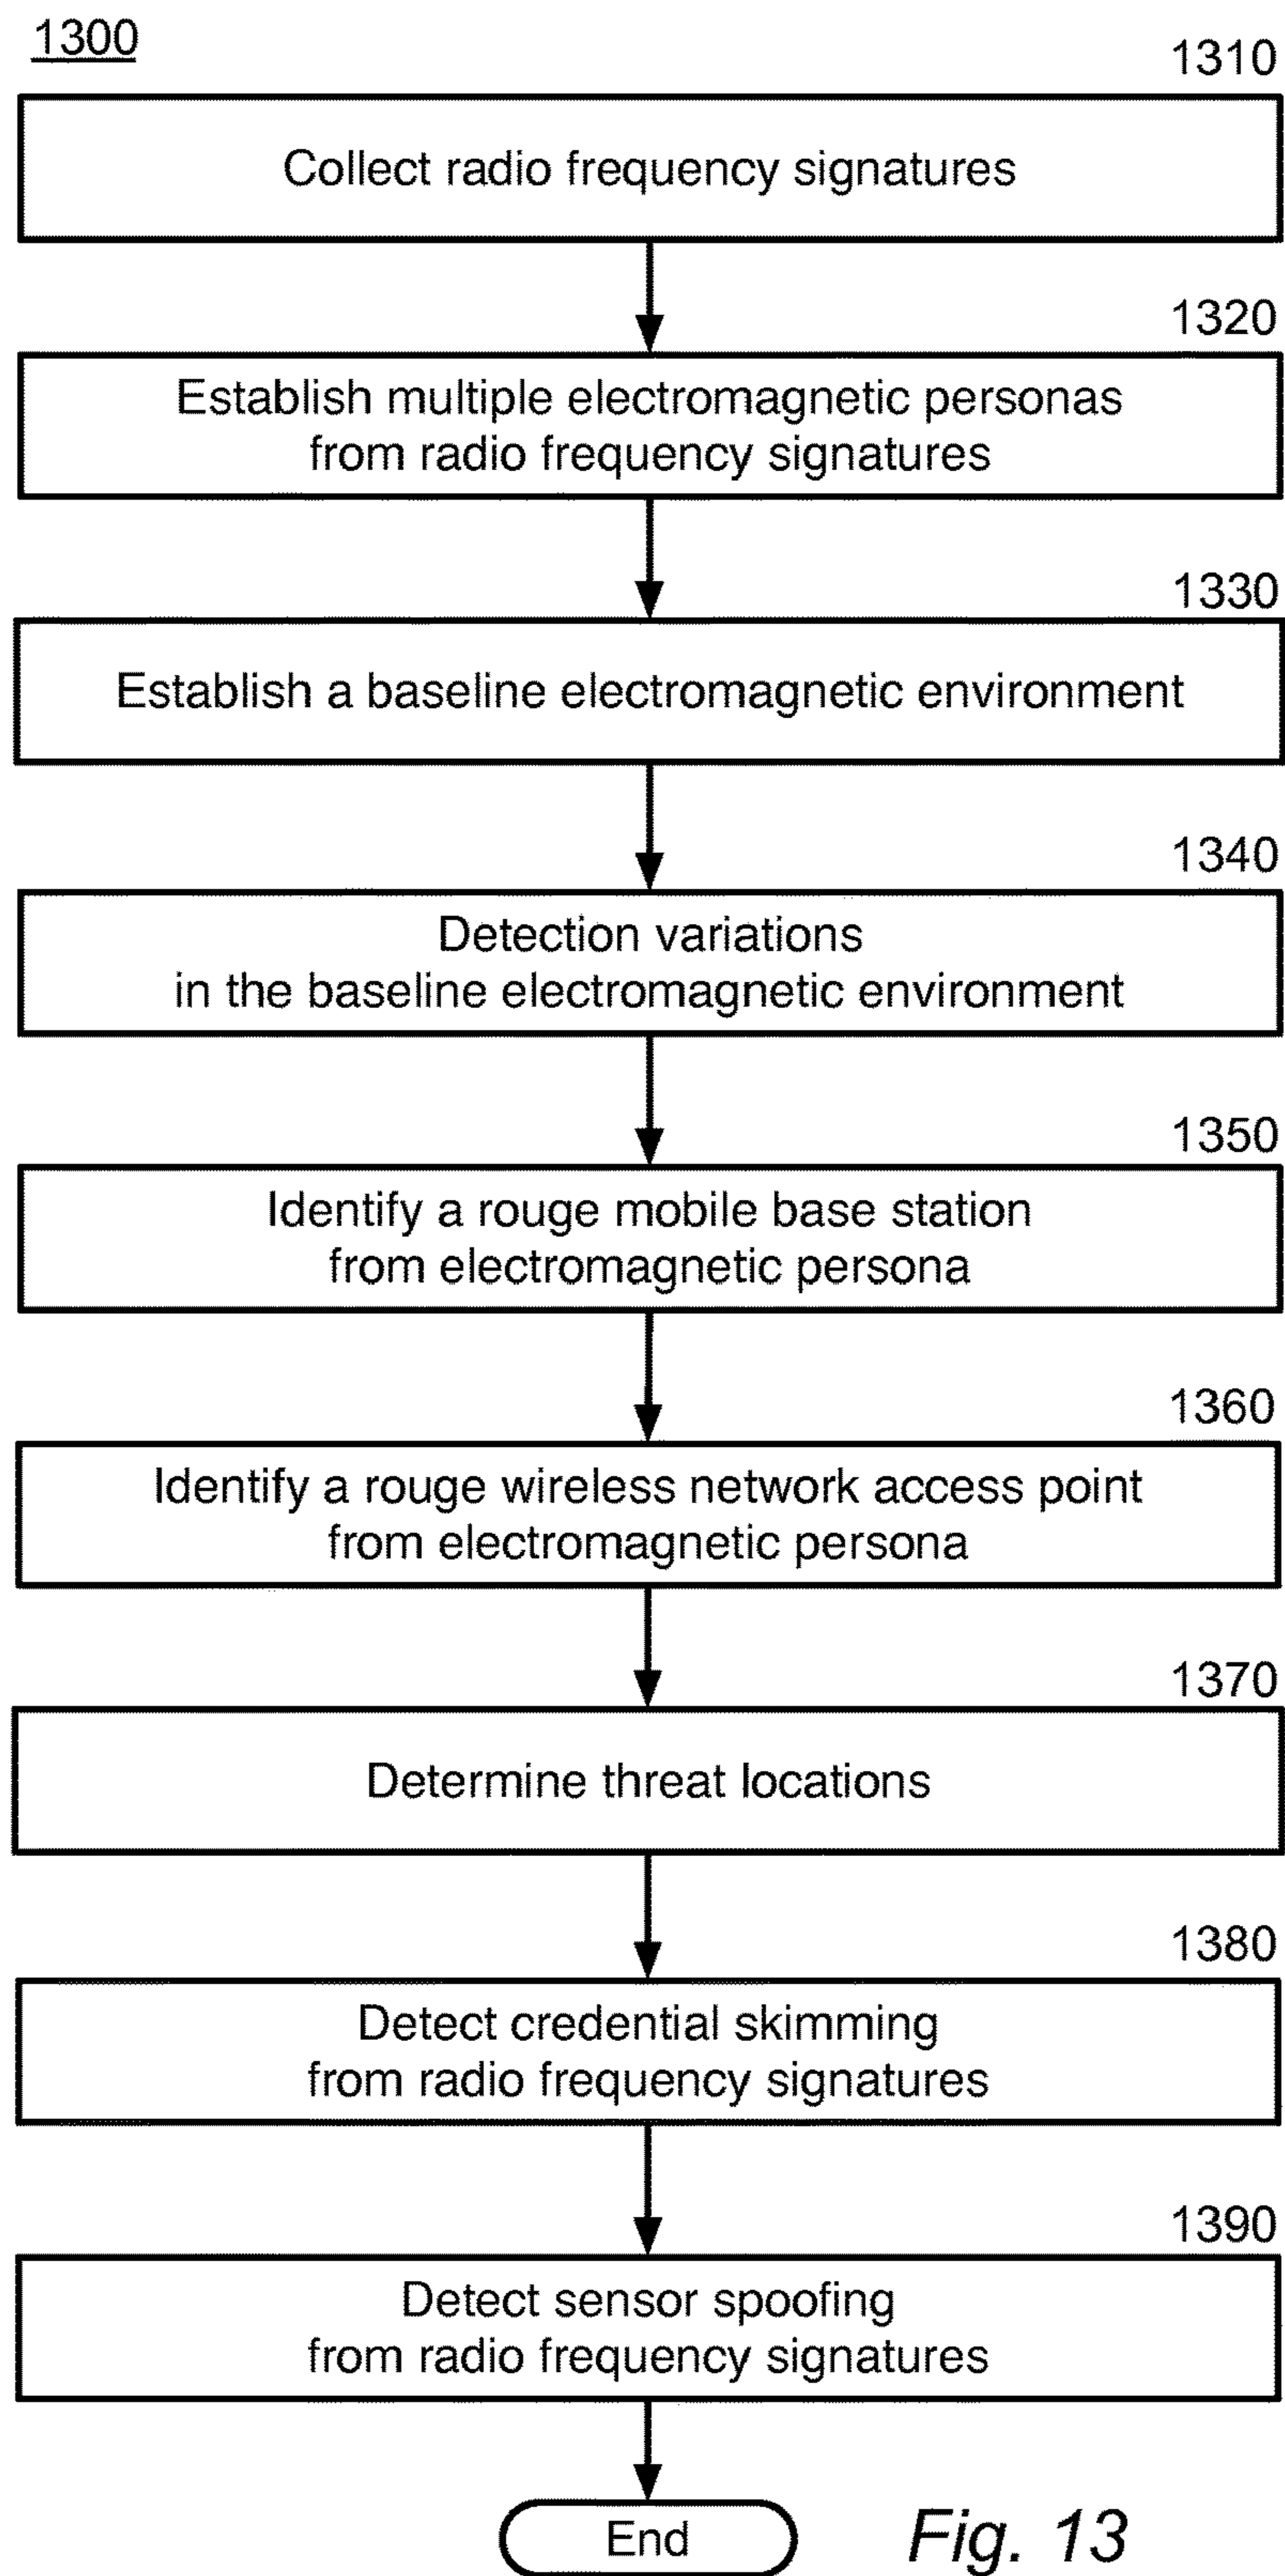 1300
1310
Collect radio frequency signatures
1320
Establish multiple electromagnetic personas
from radio frequency signatures
1330
Establish a baseline electromagnetic environment
1340
Detection variations
in the baseline electromagnetic environment
1350
Identify a rouge mobile base station
from electromagnetic persona
1360
Identify a rouge wireless network access point
from electromagnetic persona
1370
Determine threat locations
1380
Detect credential skimming
from radio frequency signatures
1390
Detect sensor spoofing
from radio frequency signatures
End
Fig. 13